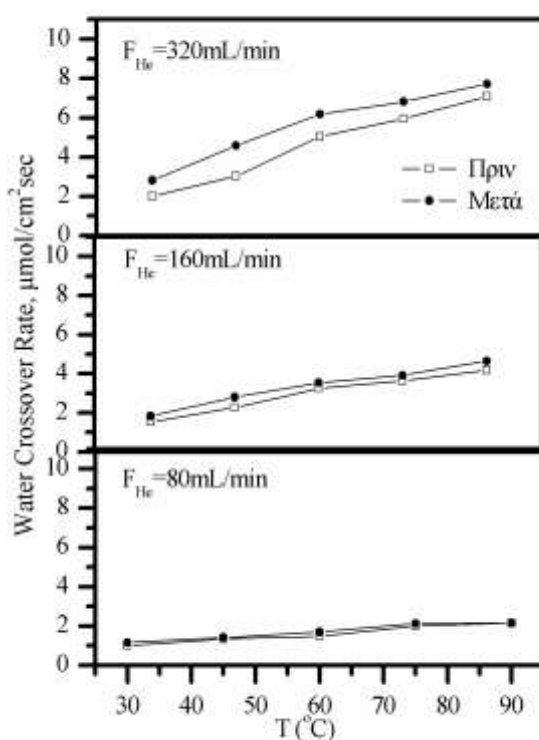 Water Crossover Rate, μmol/cm²sec
10
8
6
4
2
0
F_He=320mL/min
Πριν
Μετά
10
8
6
4
2
0
F_He=160mL/min
10
8
6
4
2
0
F_He=80mL/min
30 40 50 60 70 80 90
T (°C)